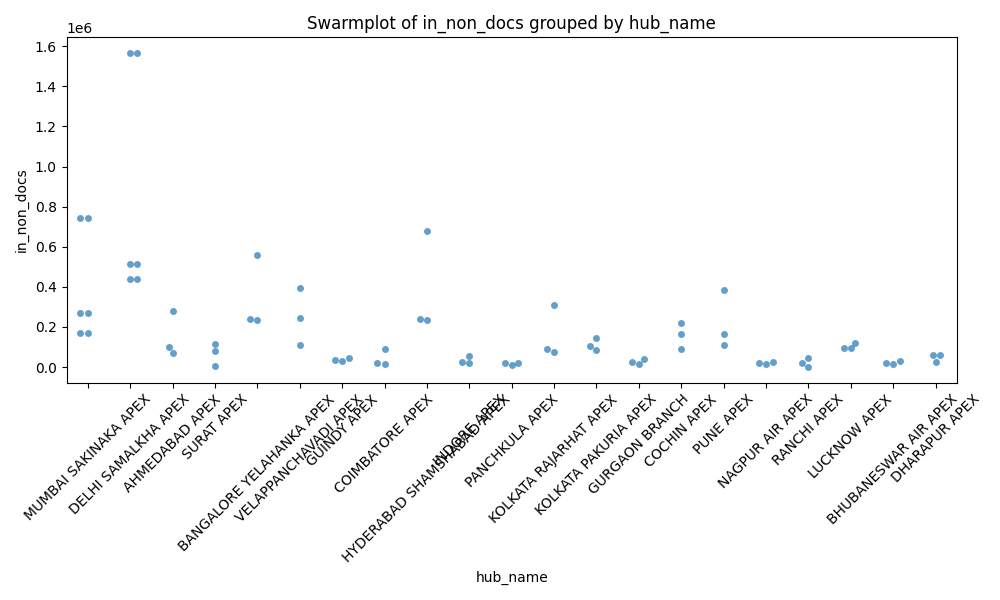 Swarmplot of in_non_docs grouped by hub_name
1e6
1.6
1.4
1.2
1.0
0.8
0.6
0.4
0.2
0.0
in_non_docs
MUMBAI SAKINAKA APEX
DELHI SAMALKHA APEX
AHMEDABAD APEX
SURAT APEX
BANGALORE YELAHANKA APEX
VELAPPANCHAVADI APEX
GUINDY APEX
COIMBATORE APEX
HYDERABAD SHAMSHABAD APEX
INDORE APEX
PANCHKULA APEX
KOLKATA RAJARHAT APEX
KOLKATA PAKURIA APEX
GURGAON BRANCH
COCHIN APEX
PUNE APEX
NAGPUR AIR APEX
RANCHI APEX
LUCKNOW APEX
BHUBANESWAR AIR APEX
DHARAPUR APEX
hub_name